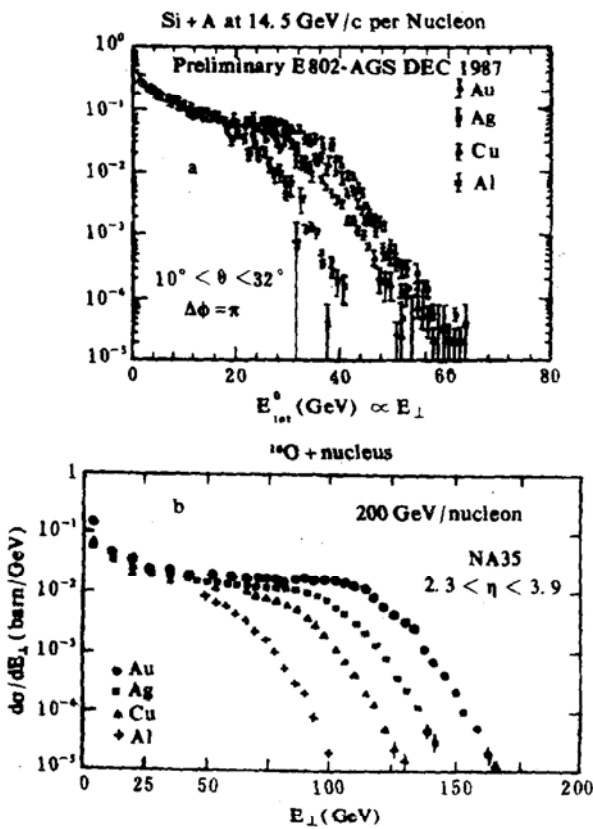 Si + A at 14.5 GeV/c per Nucleon
Preliminary E802-AGS DEC 1987
Au
Ag
Cu
Al
a
10° < θ < 32°
Δφ = π
10⁰
10⁻¹
10⁻²
10⁻³
10⁻⁴
10⁻⁵
0 20 40 60 80
E⁰ₜₒₜ (GeV) ∝ E⊥
¹⁶O + nucleus
b
200 GeV/nucleon
NA35
2.3 < η < 3.9
dσ/dE⊥ (barn/GeV)
1
10⁻¹
10⁻²
10⁻³
10⁻⁴
10⁻⁵
Au
Ag
Cu
Al
0 25 50 100 150 200
E⊥ (GeV)